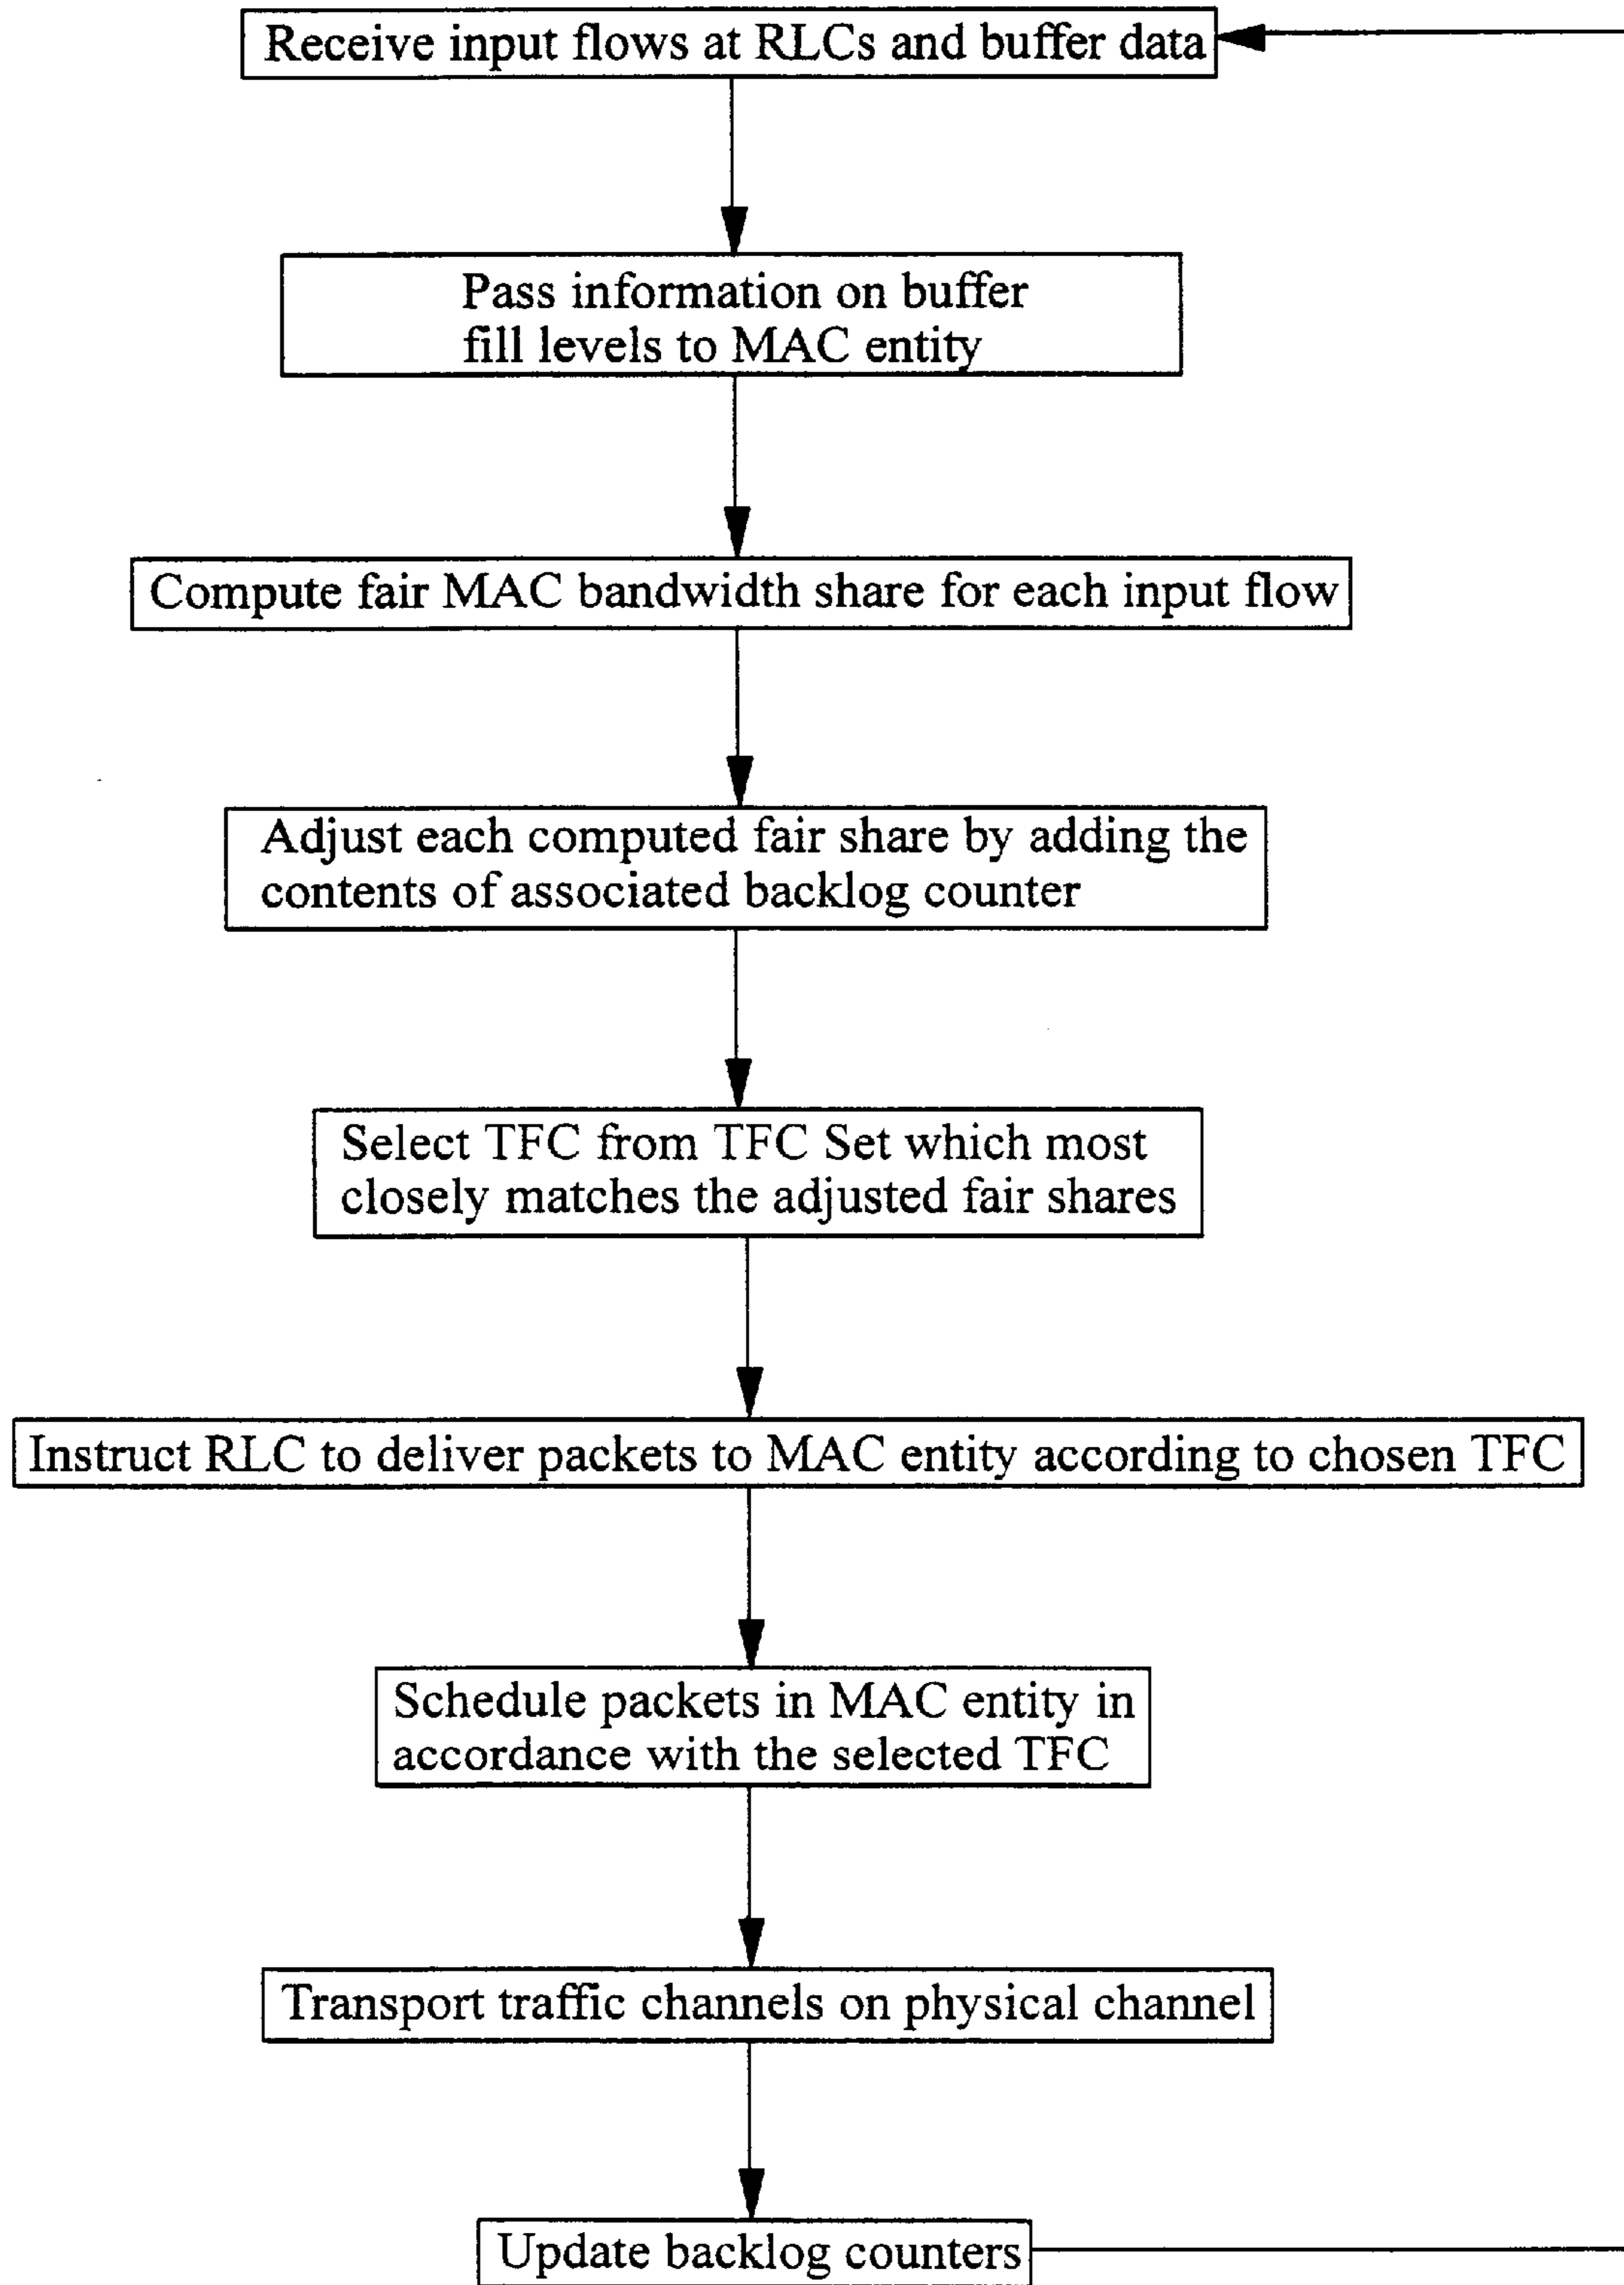 Receive input flows at RLCs and buffer data
Pass information on buffer
fill levels to MAC entity
Compute fair MAC bandwidth share for each input flow
Adjust each computed fair share by adding the
contents of associated backlog counter
Select TFC from TFC Set which most
closely matches the adjusted fair shares
Instruct RLC to deliver packets to MAC entity according to chosen TFC
Schedule packets in MAC entity in
accordance with the selected TFC
Transport traffic channels on physical channel
Update backlog counters